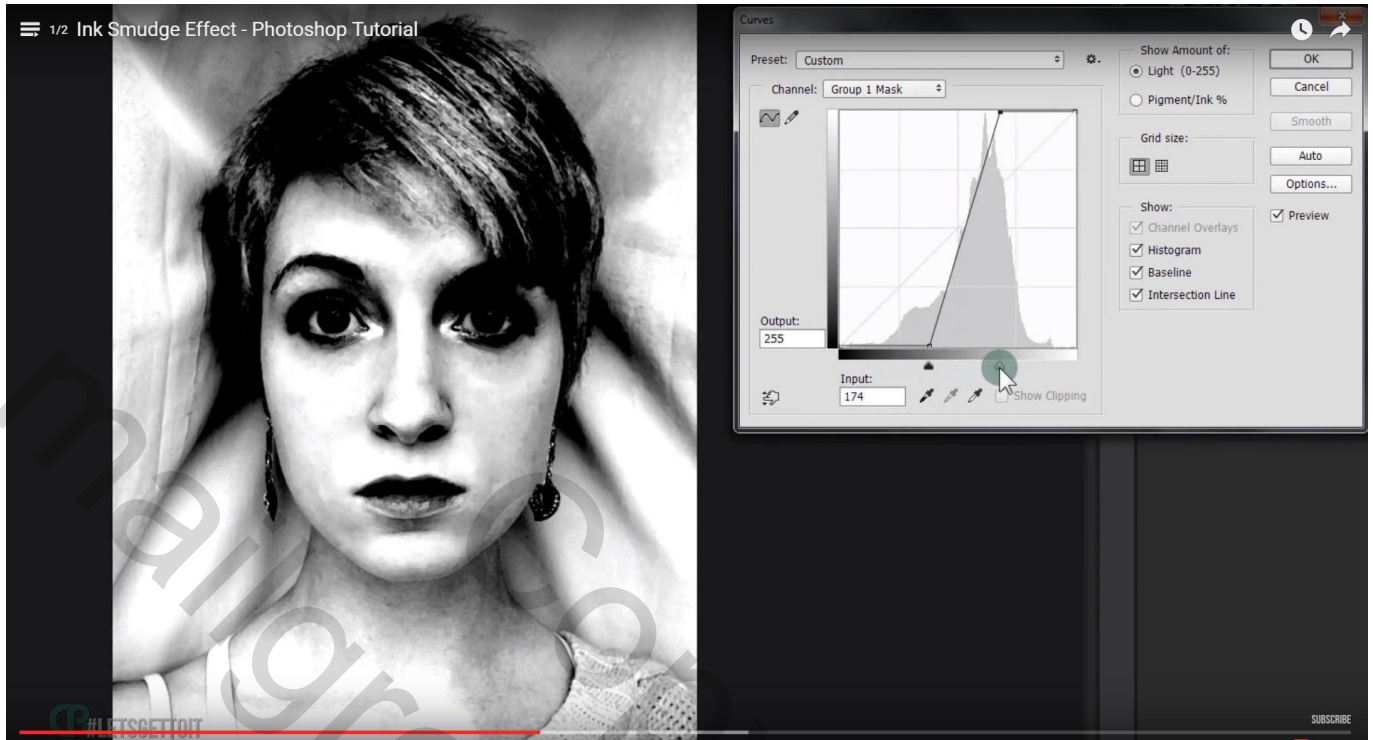 1/2 Ink Smudge Effect - Photoshop Tutorial
Curves
Preset: Custom
Channel: Group 1 Mask
Output:
255
Input:
174
Show Clipping
Show Amount of:
Light (0-255)
Pigment/Ink %
Grid size:
Show:
Channel Overlays
Histogram
Baseline
Intersection Line
OK
Cancel
Smooth
Auto
Options...
Preview
#LETSGETTOIT
SUBSCRIBE